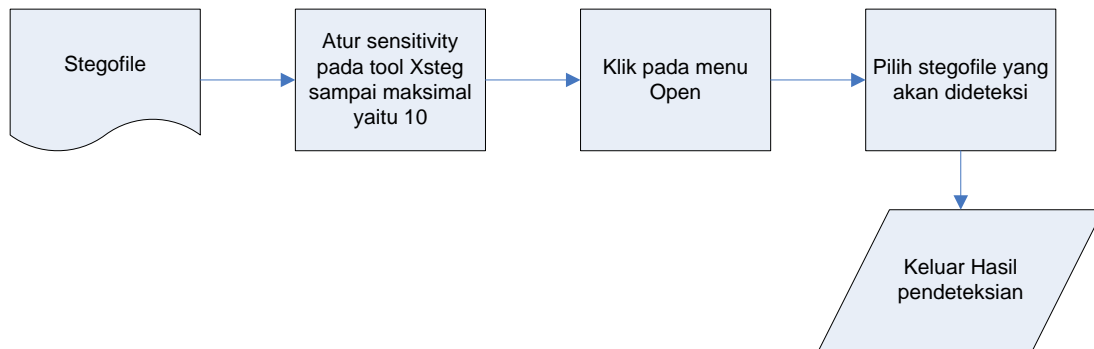 Stegofile
Atur sensitivity
pada tool Xsteg
sampai maksimal
yaitu 10
Klik pada menu
Open
Pilih stegofile yang
akan dideteksi
Keluar Hasil
pendeteksian